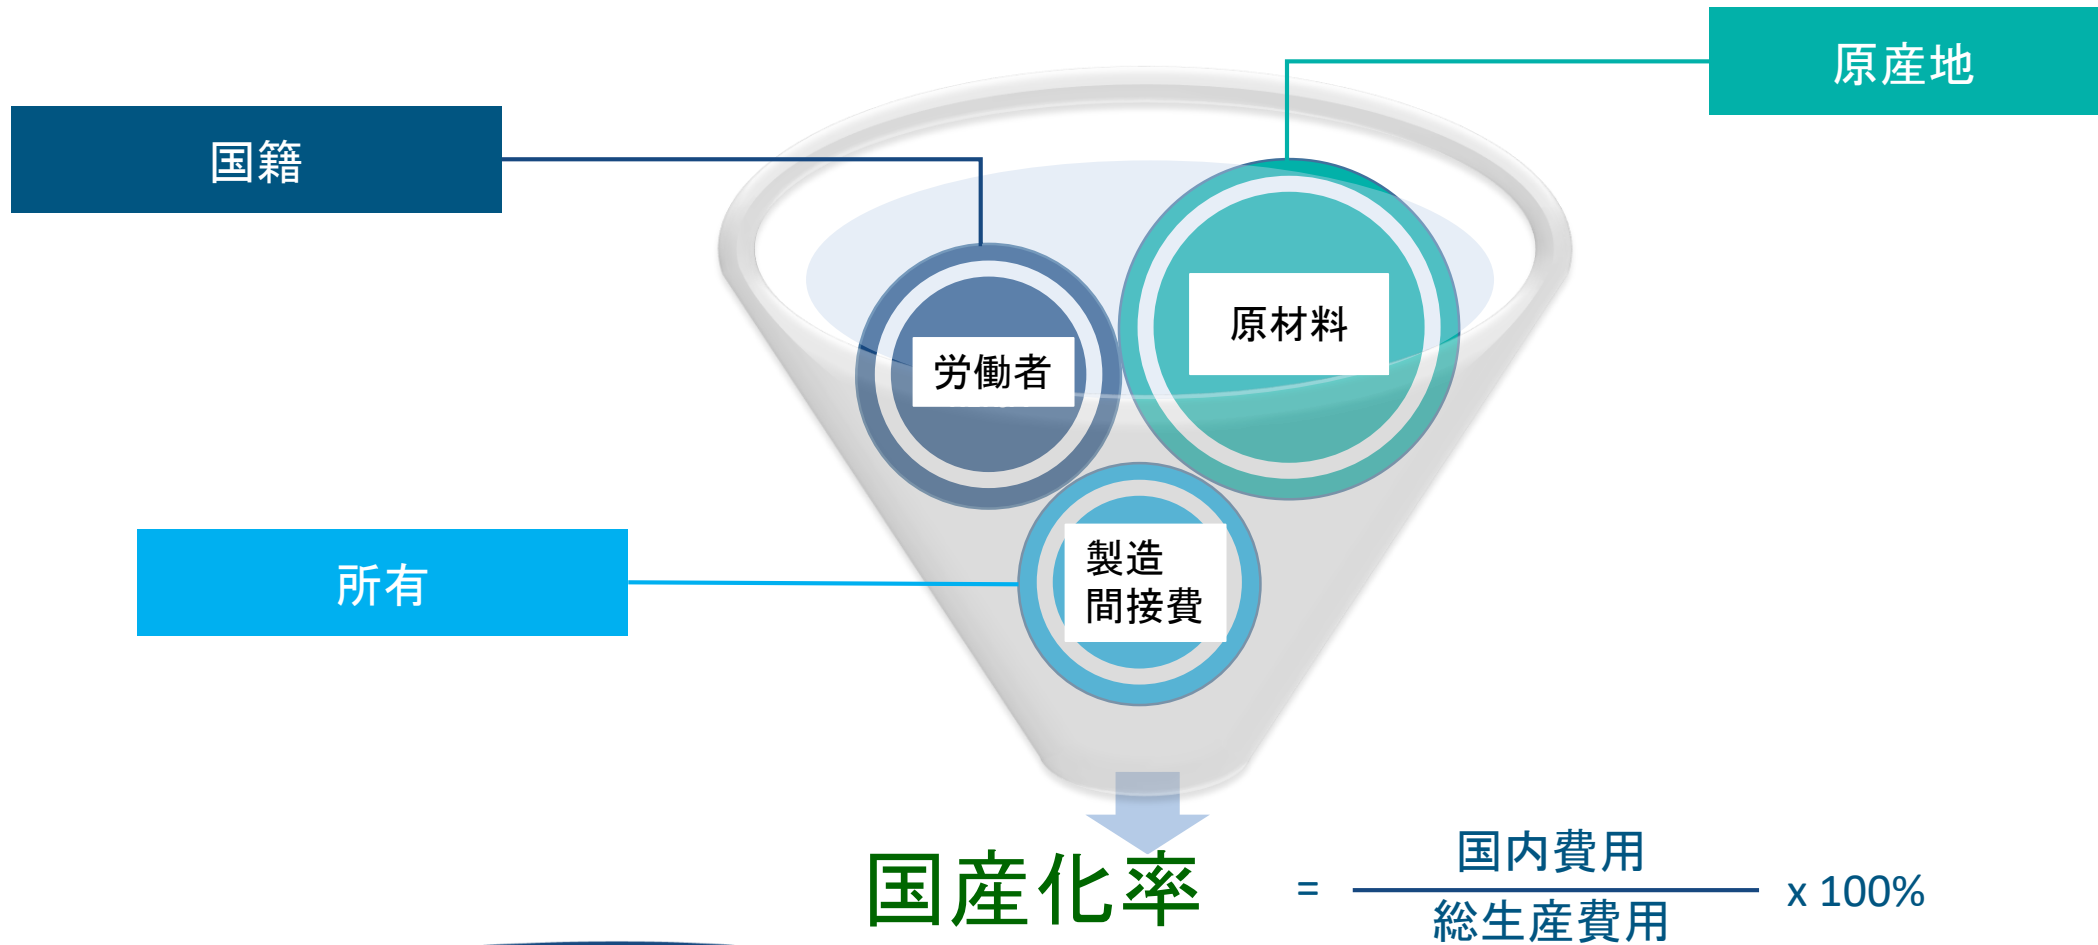 原産地
国籍
原材料
労働者
製造
間接費
所有
国産化率
=
国内費用
総生産費用
x 100%